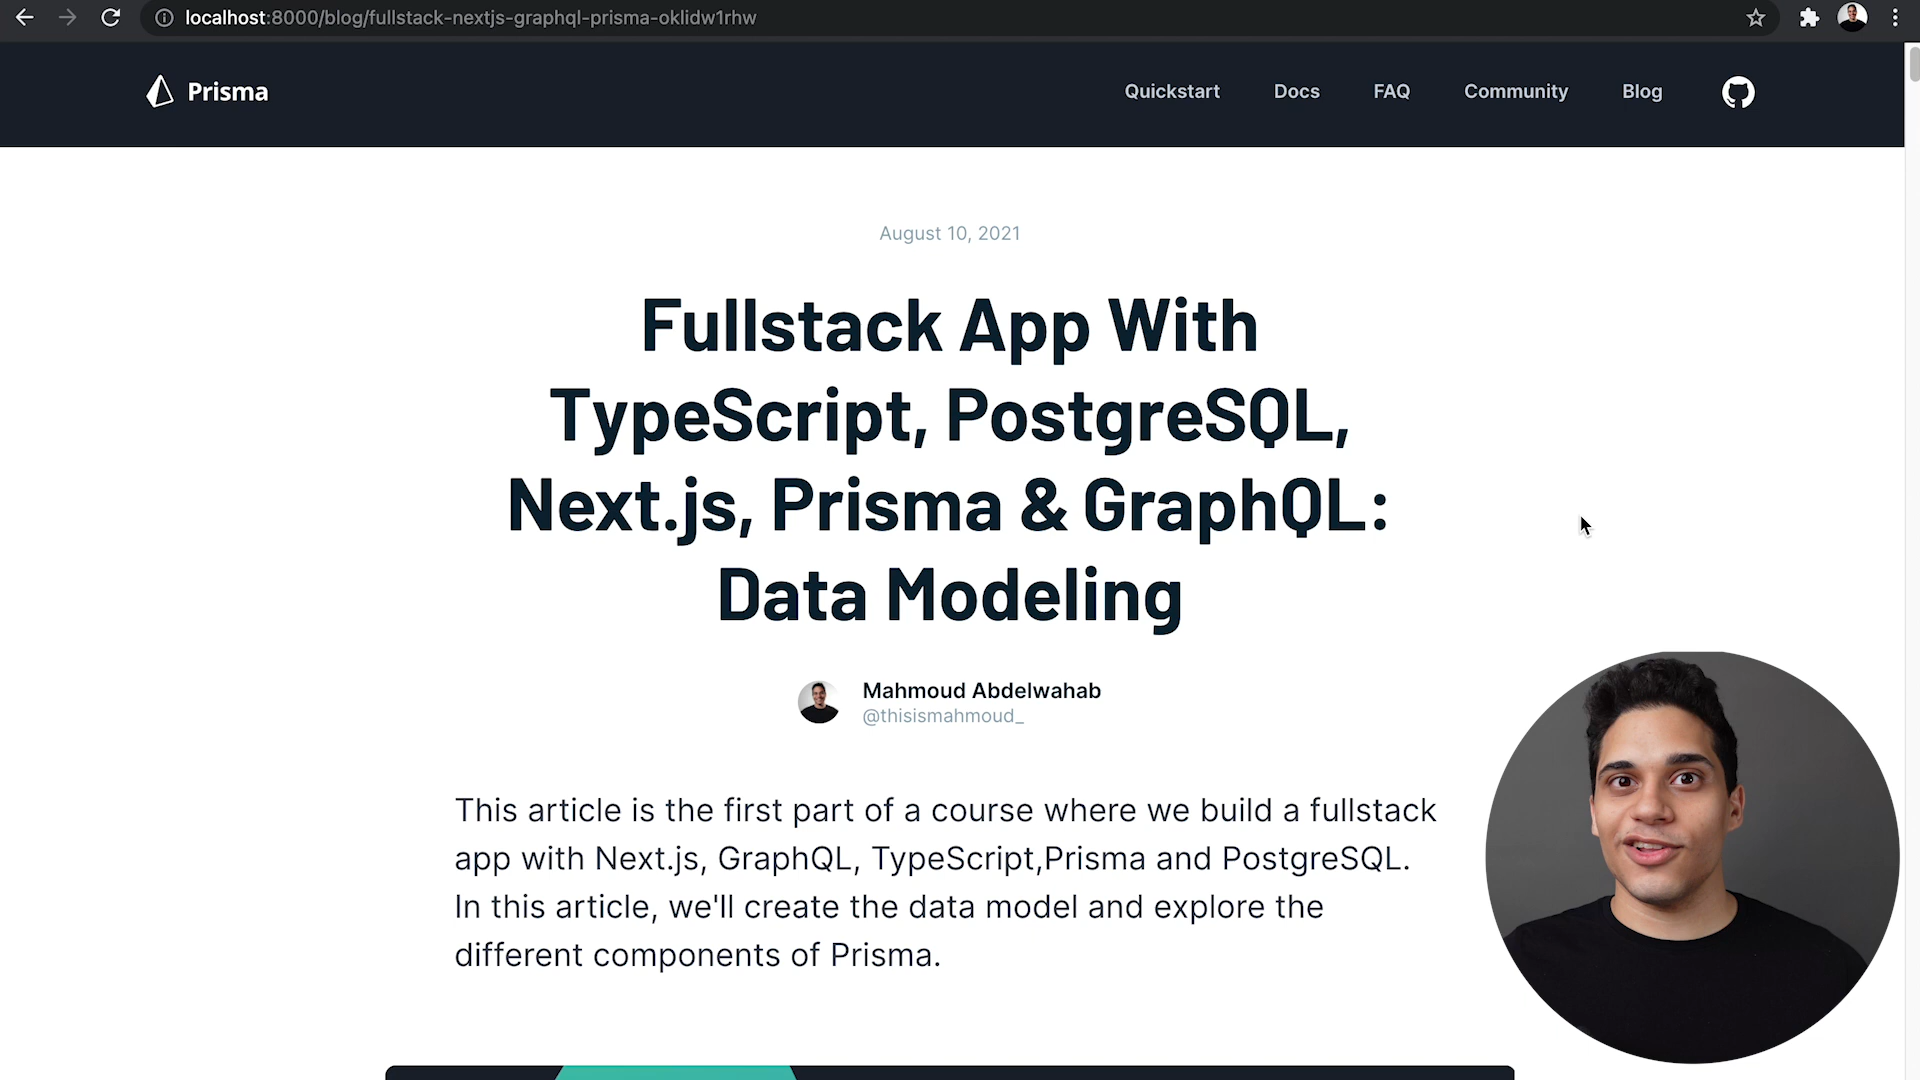 localhost:8000/blog/fullstack-nextjs-graphql-prisma-oklidw1rhw
Prisma
Quickstart
Docs
FAQ
Community
Blog
August 10, 2021
Fullstack App With
TypeScript, PostgreSQL,
Next.js, Prisma & GraphQL:
Data Modeling
Mahmoud Abdelwahab
@thisismahmoud_
This article is the first part of a course where we build a fullstack
app with Next.js, GraphQL, TypeScript,Prisma and PostgreSQL.
In this article, we'll create the data model and explore the
different components of Prisma.